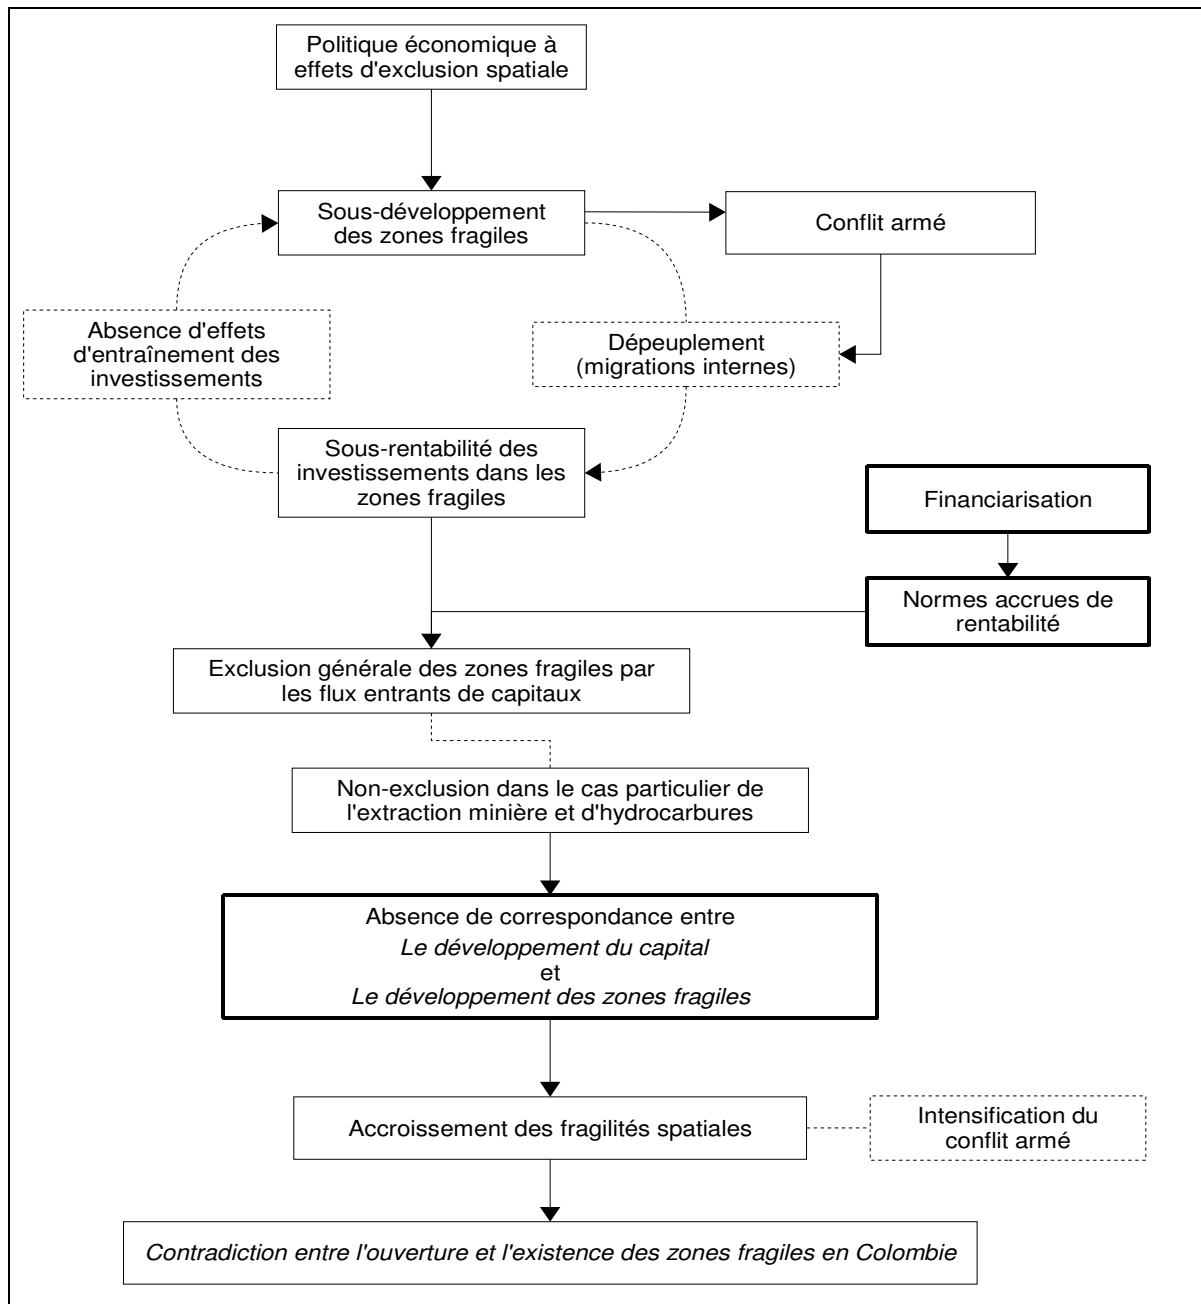 Politique économique à
effets d'exclusion spatiale
Sous-développement
des zones fragiles
Conflit armé
Absence d'effets
d'entraînement des
investissements
Dépeuplement
(migrations internes)
Sous-rentabilité des
investissements dans les
zones fragiles
Financiarisation
Normes accrues de
rentabilité
Exclusion générale des zones fragiles par
les flux entrants de capitaux
Non-exclusion dans le cas particulier de
l'extraction minière et d'hydrocarbures
Absence de correspondance entre
Le développement du capital
et
Le développement des zones fragiles
Accroissement des fragilités spatiales
Intensification du
conflit armé
Contradiction entre l'ouverture et l'existence des zones fragiles en Colombie